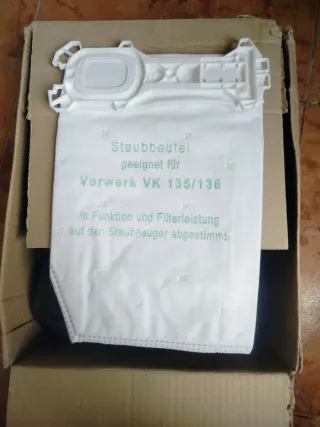 Staubbeutel
geeignet für
Vorwerk VK 135/136
in Funktion und Filterleistung
auf den Staubsauger abgestimmt